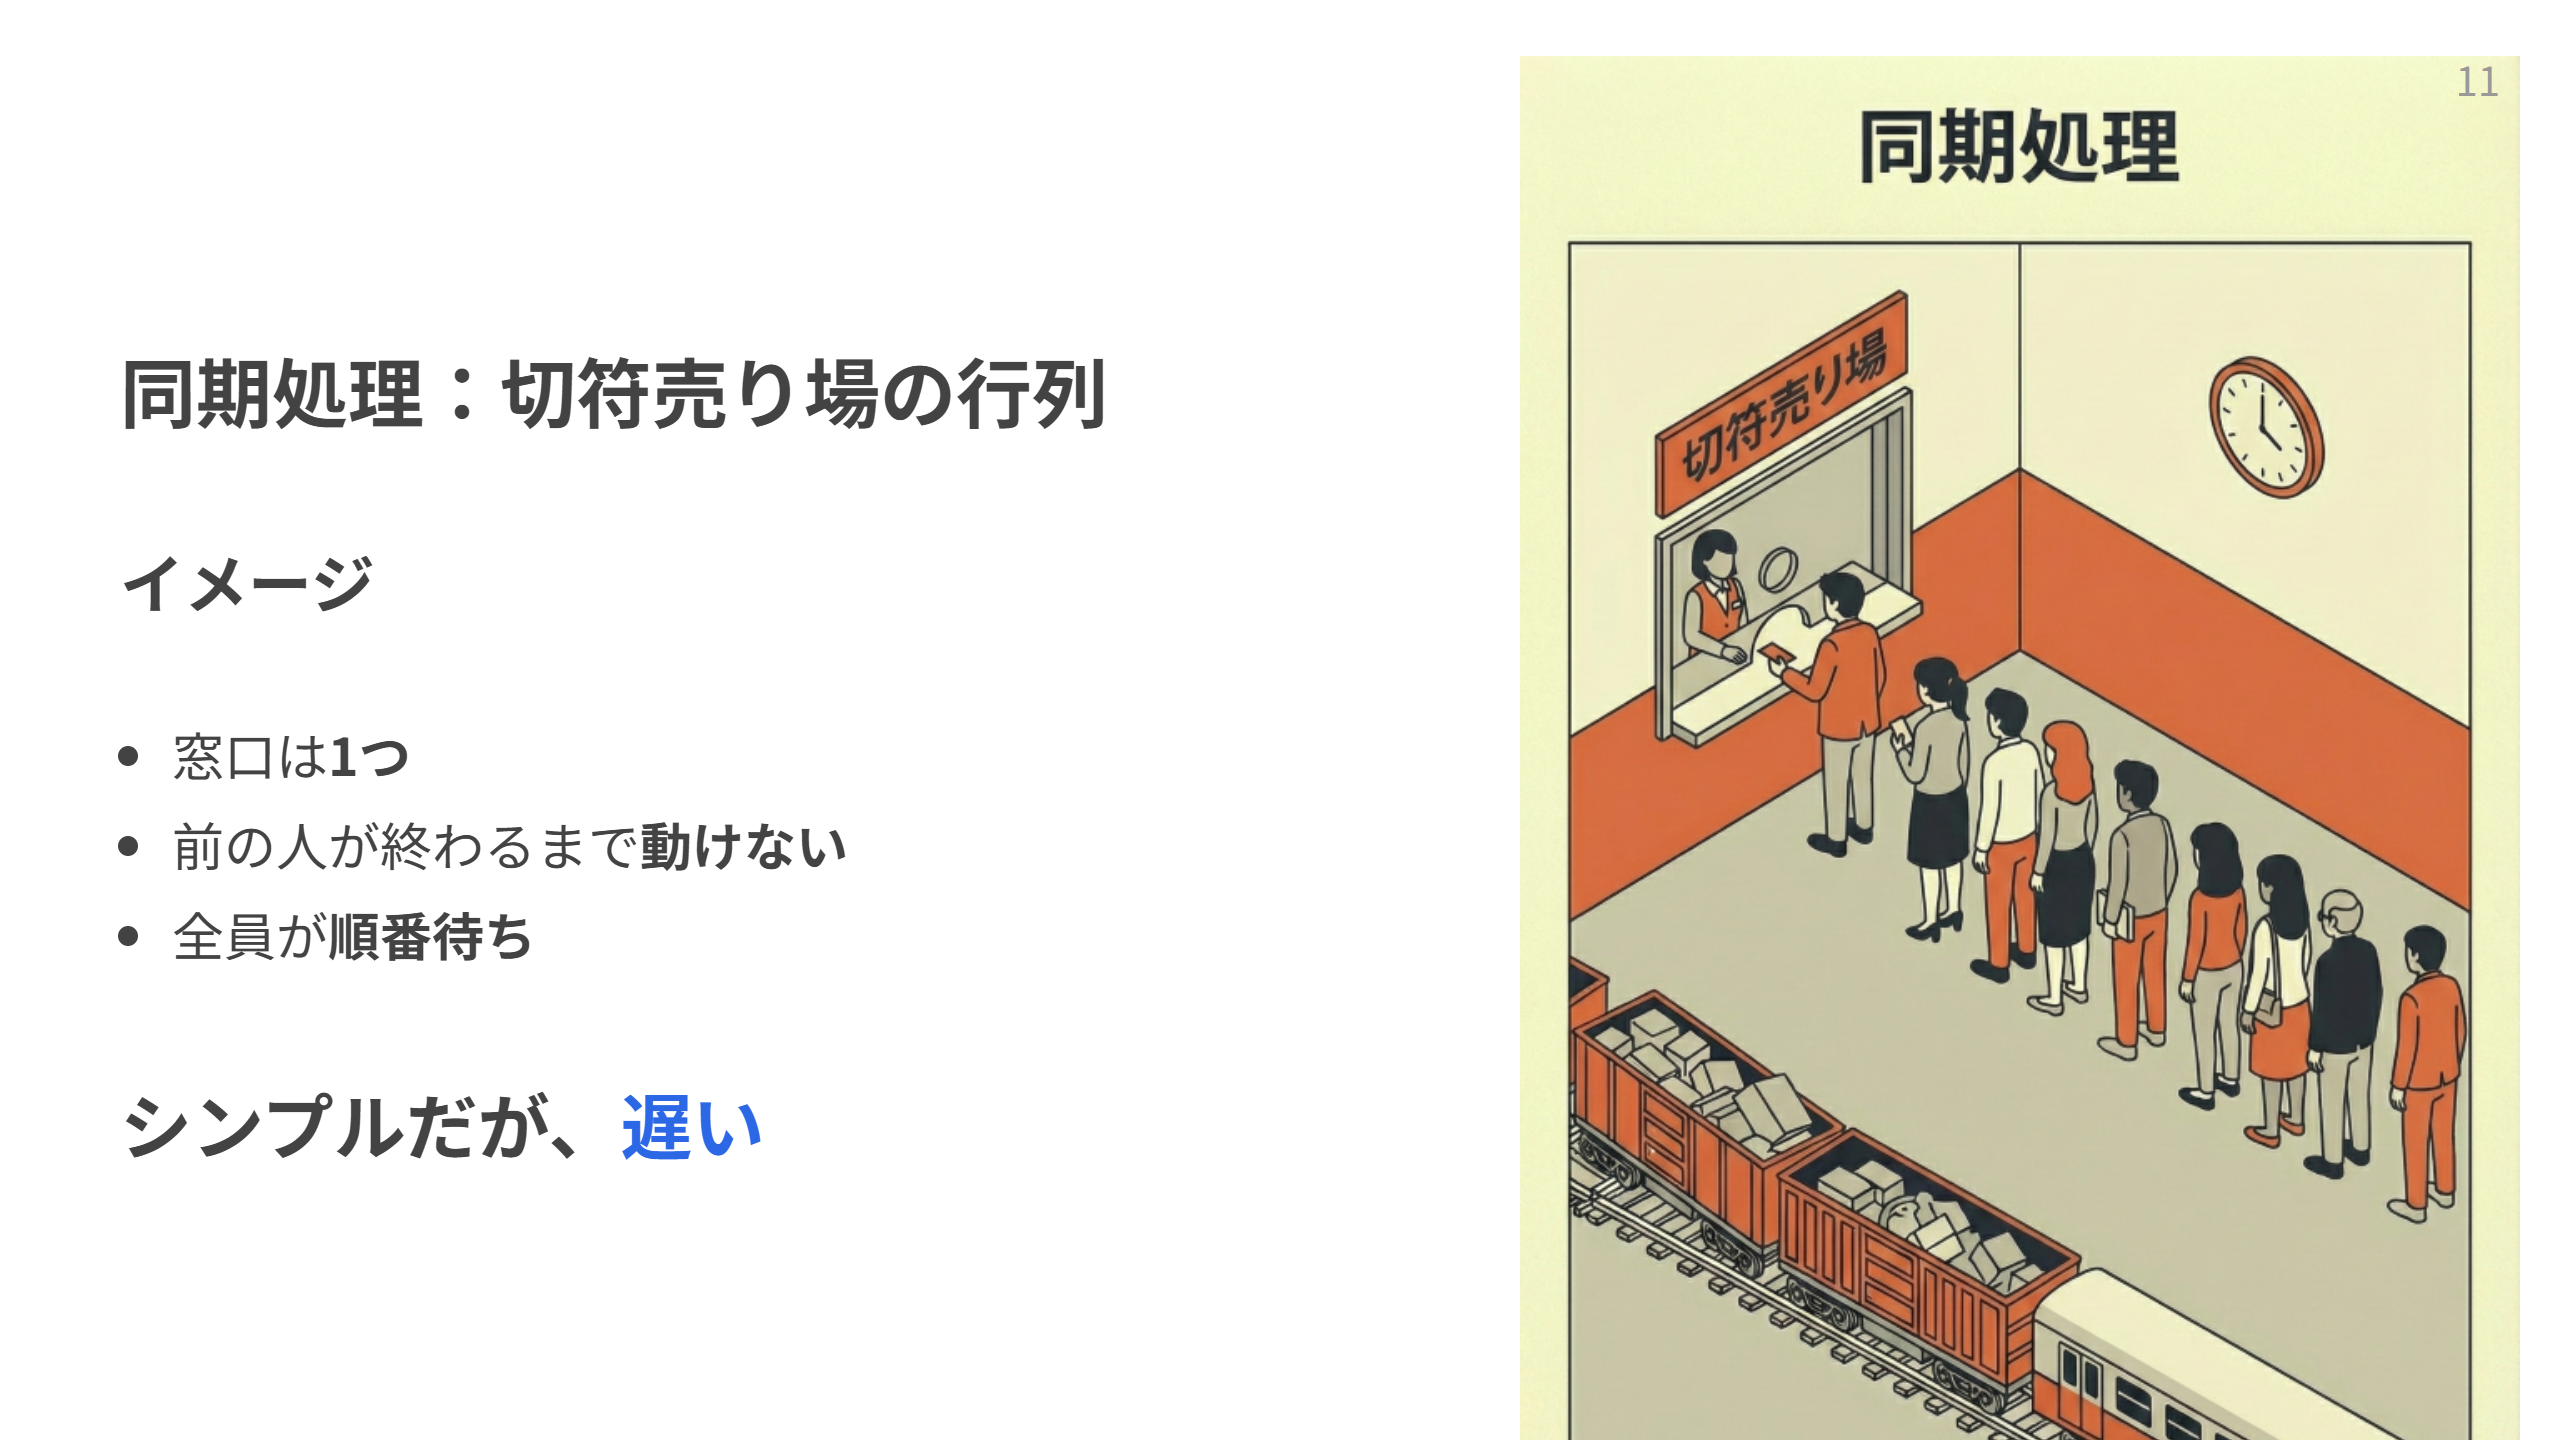 同期処理：切符売り場の行列
イメージ
窓口は1つ
前の人が終わるまで動けない
全員が順番待ち
シンプルだが、遅い
11
同期処理
切符売り場